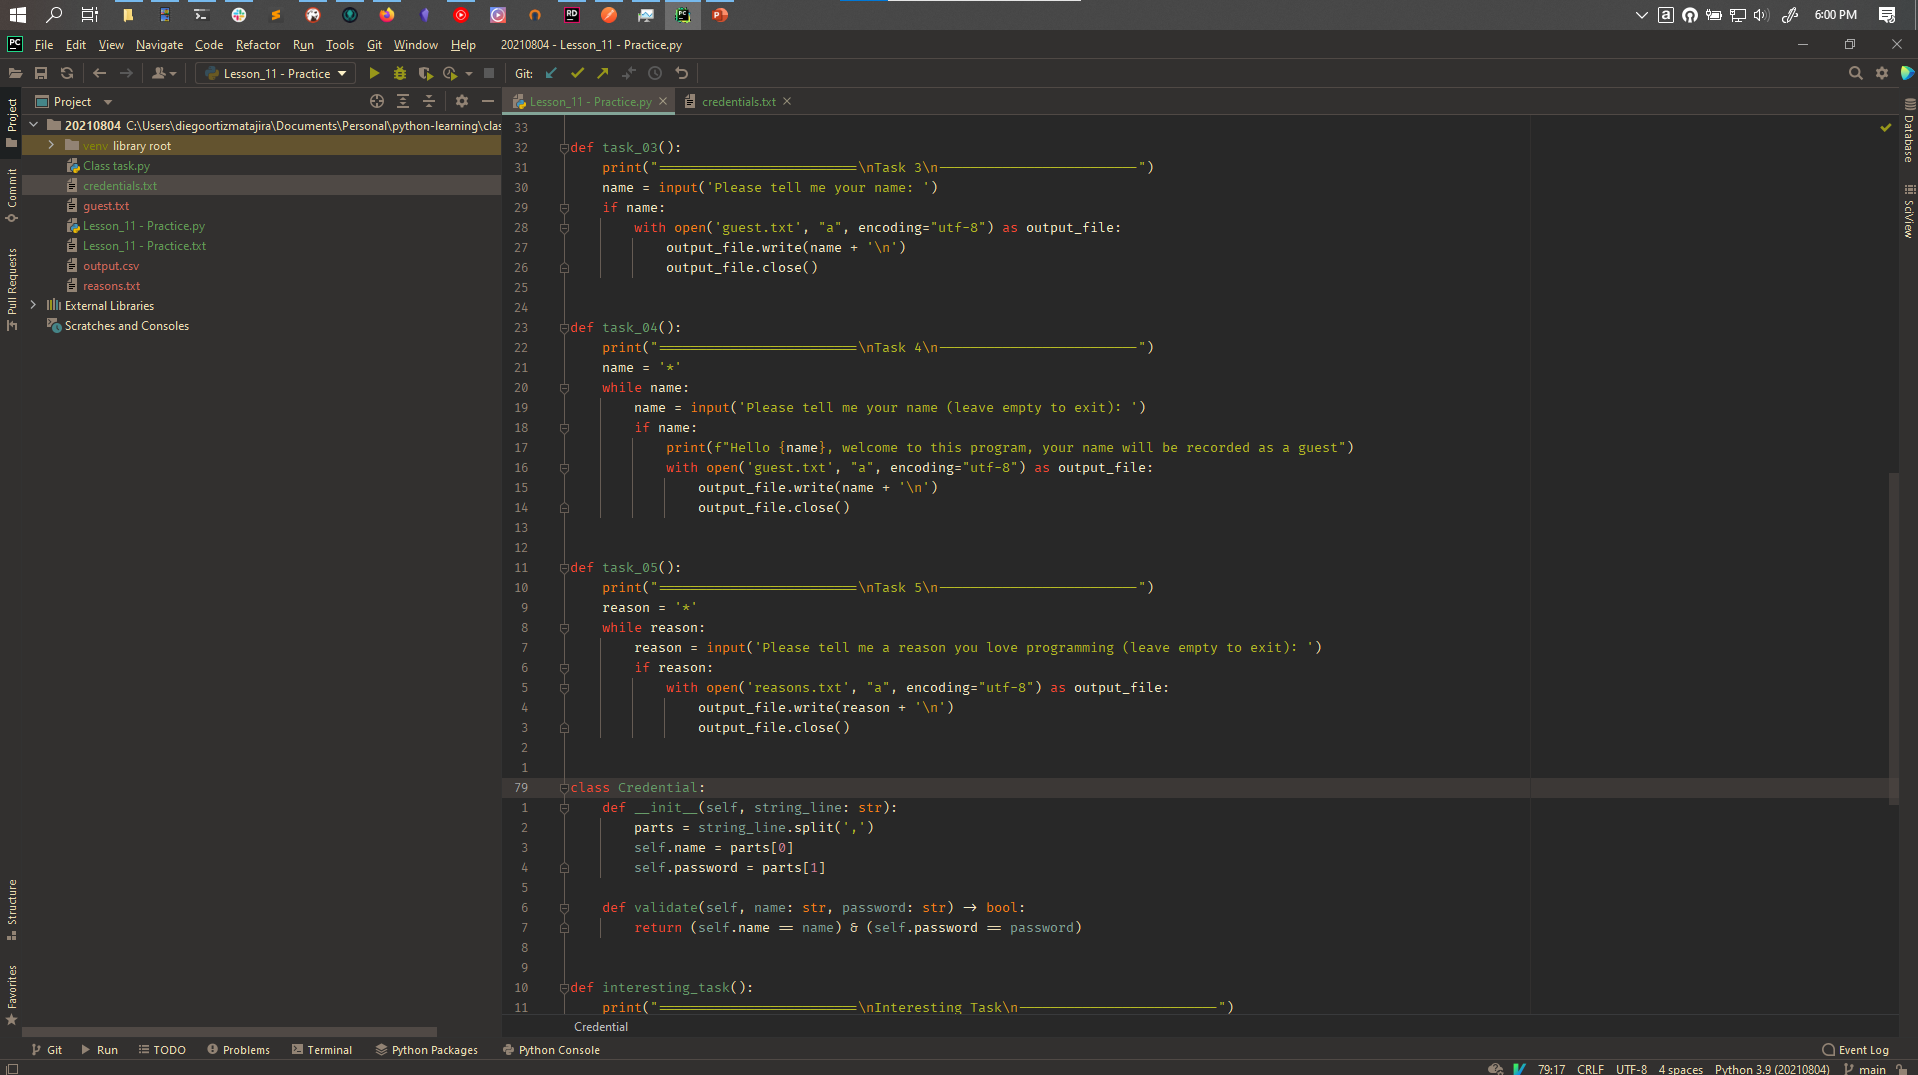 6:00 PM
PC File Edit View Navigate Code Refactor Run Tools Git Window Help 20210804 - Lesson_11 - Practice.py
Lesson_11 - Practice Git:
Project
Lesson_11 - Practice.py credentials.txt
20210804 C:\Users\diegoortizmatajira\Documents\Personal\python-learning\clas
venv library root
Class task.py
credentials.txt
guest.txt
Lesson_11 - Practice.py
Lesson_11 - Practice.txt
output.csv
reasons.txt
External Libraries
Scratches and Consoles
Project
Commit
Pull Requests
Structure
Favorites
33
32 def task_03():
31 print("=========================\nTask 3\n-------------------------")
30 name = input('Please tell me your name: ')
29 if name:
28 with open('guest.txt', "a", encoding="utf-8") as output_file:
27 output_file.write(name + '\n')
26 output_file.close()
25
24
23 def task_04():
22 print("=========================\nTask 4\n-------------------------")
21 name = '*'
20 while name:
19 name = input('Please tell me your name (leave empty to exit): ')
18 if name:
17 print(f"Hello {name}, welcome to this program, your name will be recorded as a guest")
16 with open('guest.txt', "a", encoding="utf-8") as output_file:
15 output_file.write(name + '\n')
14 output_file.close()
13
12
11 def task_05():
10 print("=========================\nTask 5\n-------------------------")
9 reason = '*'
8 while reason:
7 reason = input('Please tell me a reason you love programming (leave empty to exit): ')
6 if reason:
5 with open('reasons.txt', "a", encoding="utf-8") as output_file:
4 output_file.write(reason + '\n')
3 output_file.close()
2
1
79 class Credential:
1 def __init__(self, string_line: str):
2 parts = string_line.split(',')
3 self.name = parts[0]
4 self.password = parts[1]
5
6 def validate(self, name: str, password: str) -> bool:
7 return (self.name == name) & (self.password == password)
8
9
10 def interesting_task():
11 print("=========================\nInteresting Task\n-------------------------")
Credential
Database
SciView
Git Run TODO Problems Terminal Python Packages Python Console Event Log
79:17 CRLF UTF-8 4 spaces Python 3.9 (20210804) main